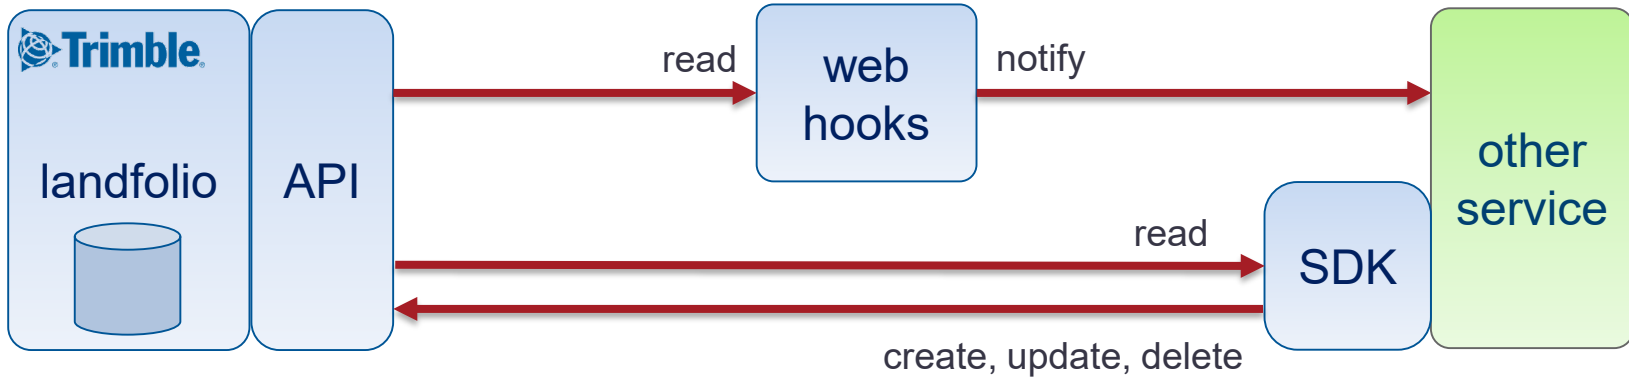 Trimble.
landfolio
API
read
web
hooks
notify
other
service
read
SDK
create, update, delete